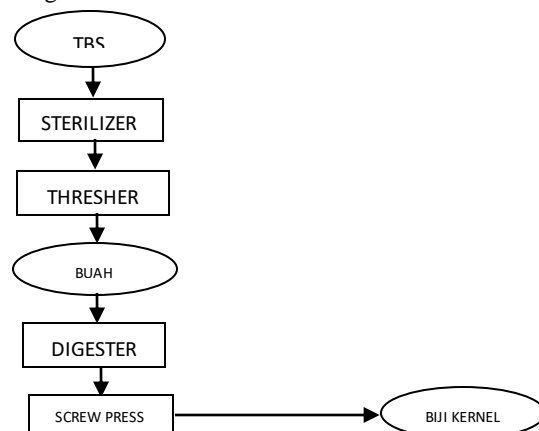 TBS
STERILIZER
THRESHER
BUAH
DIGESTER
SCREW PRESS
BIJI KERNEL